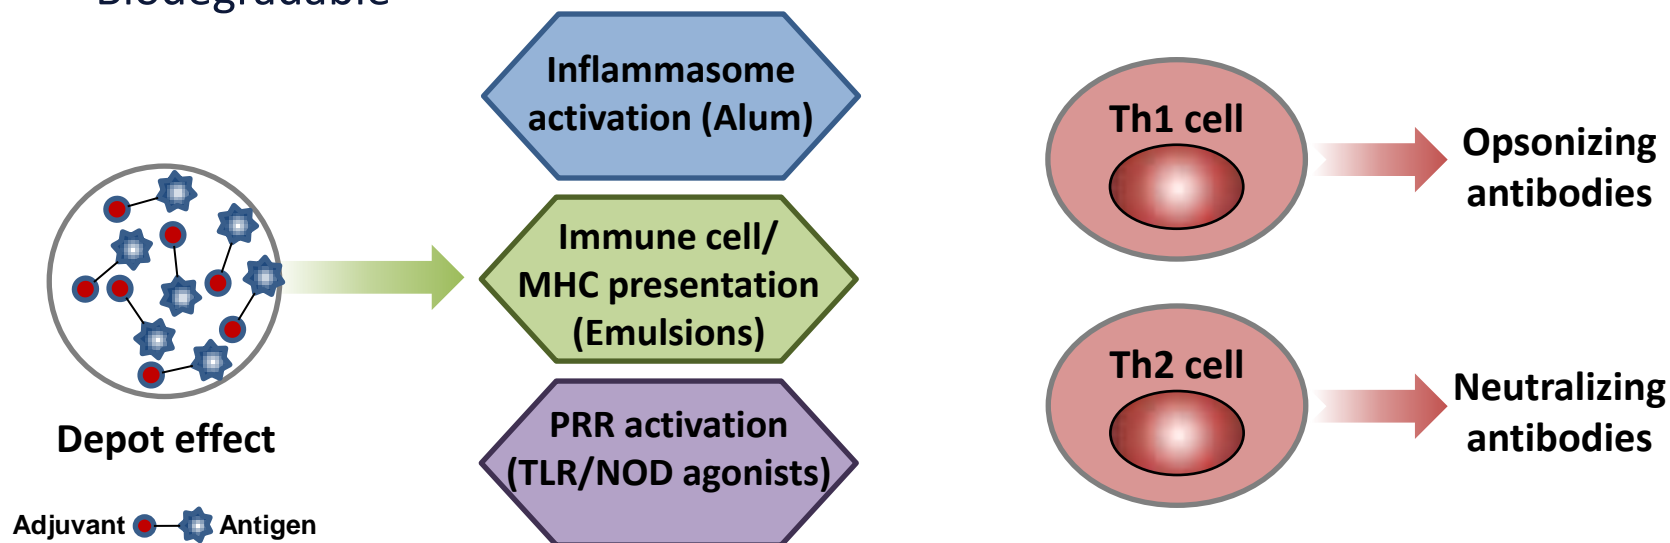 Biodegradable
Inflammasome
activation (Alum)
Immune cell/
MHC presentation
(Emulsions)
PRR activation
(TLR/NOD agonists)
Depot effect
Adjuvant
Antigen
Th1 cell
Opsonizing
antibodies
Th2 cell
Neutralizing
antibodies